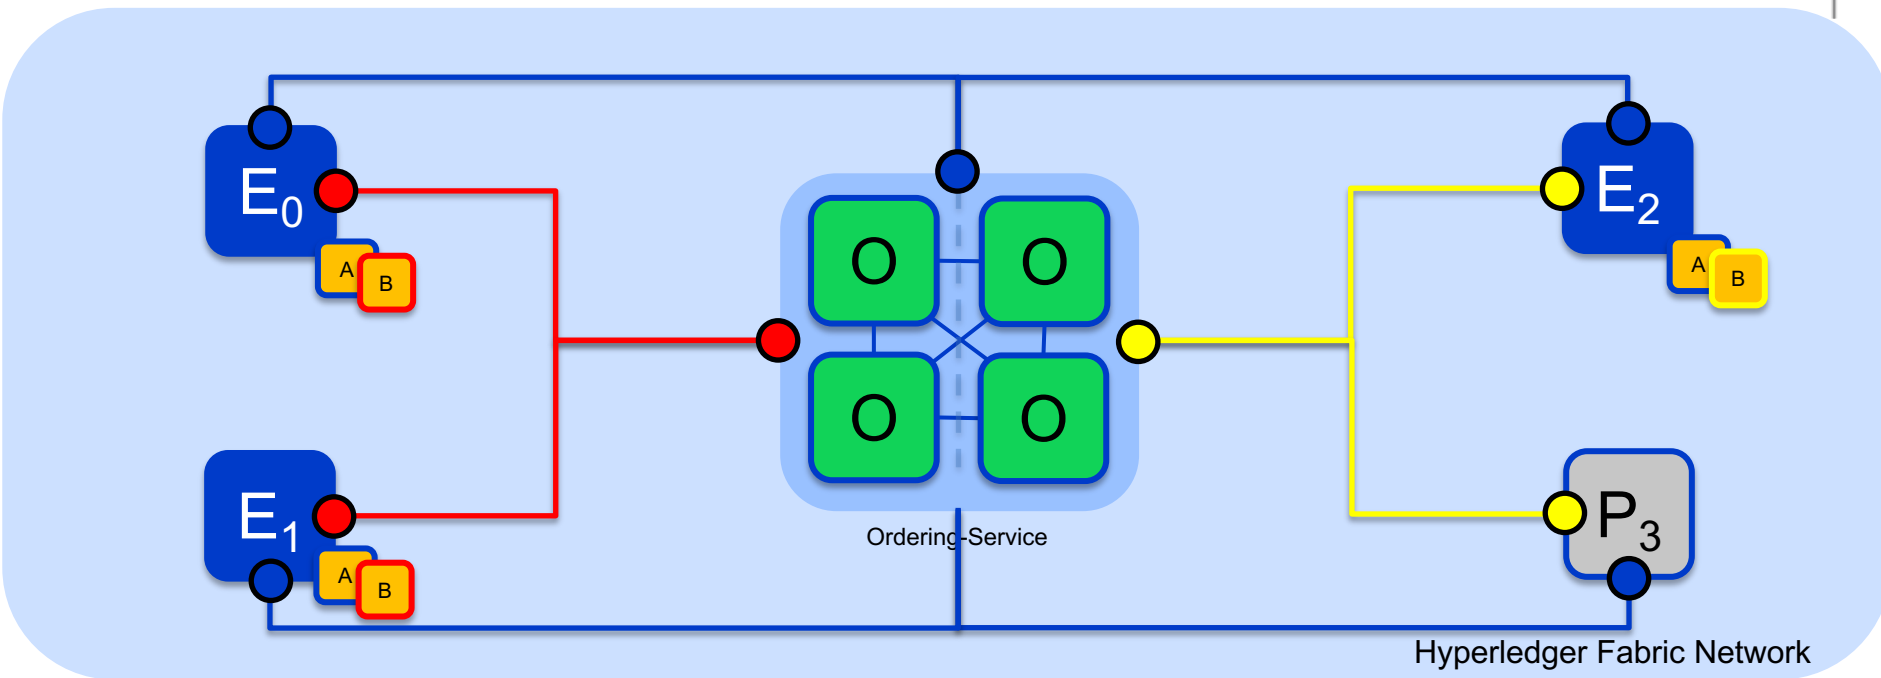 E0
A
B
O
O
E2
A
B
O
O
E1
A
B
Ordering-Service
P3
Hyperledger Fabric Network